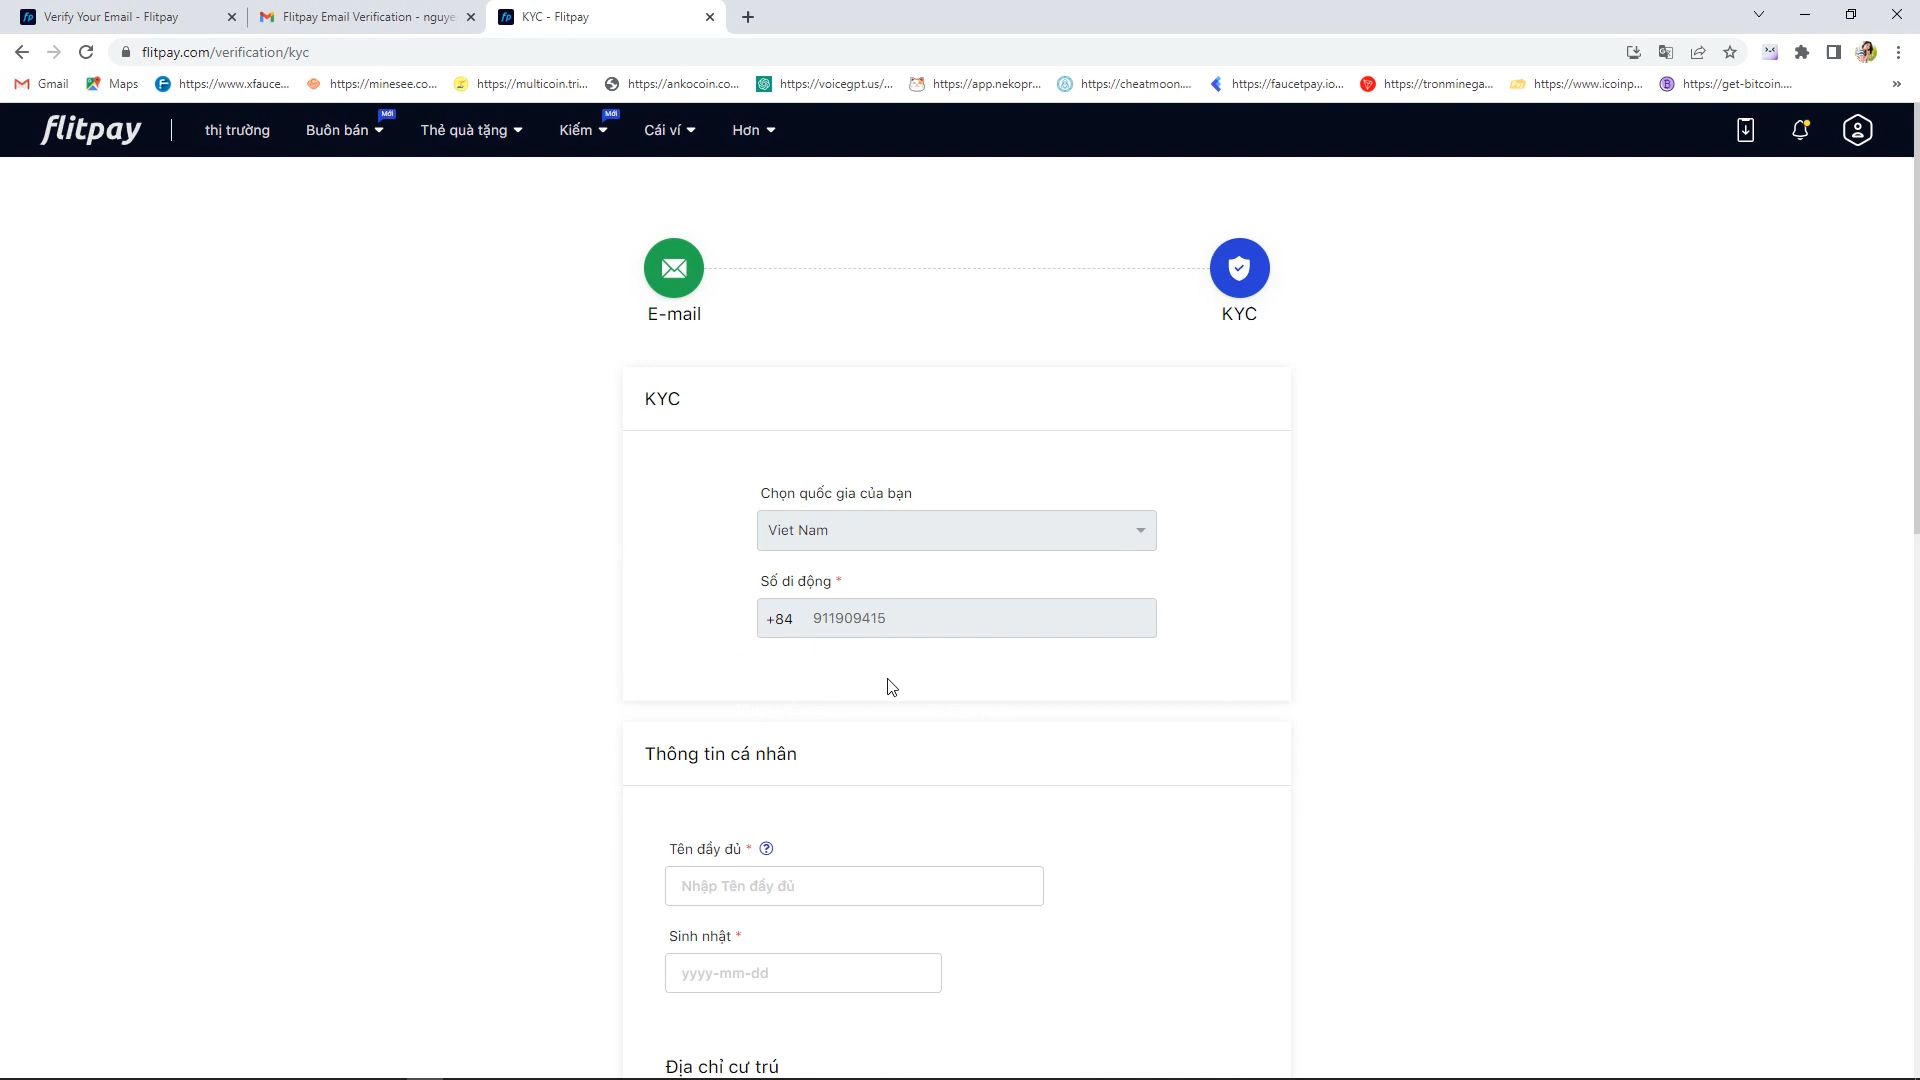 Verify Your Email - Flitpay
Flitpay Email Verification - nguye
KYC - Flitpay
flitpay.com/verification/kyc
Gmail
Maps
https://www.xfauce...
https://minesee.co...
https://multicoin.tri...
https://ankocoin.co...
https://voicegpt.us/...
https://app.nekopr...
https://cheatmoon....
https://faucetpay.io...
https://tronminega...
https://www.icoinp...
https://get-bitcoin....
flitpay
thị trường
Buôn bán
Mới
Thẻ quà tặng
Kiếm
Mới
Cái ví
Hơn
E-mail
KYC
KYC
Chọn quốc gia của bạn
Viet Nam
Số di động *
+84 911909415
Thông tin cá nhân
Tên đầy đủ *
Nhập Tên đầy đủ
Sinh nhật *
yyyy-mm-dd
Địa chỉ cư trú